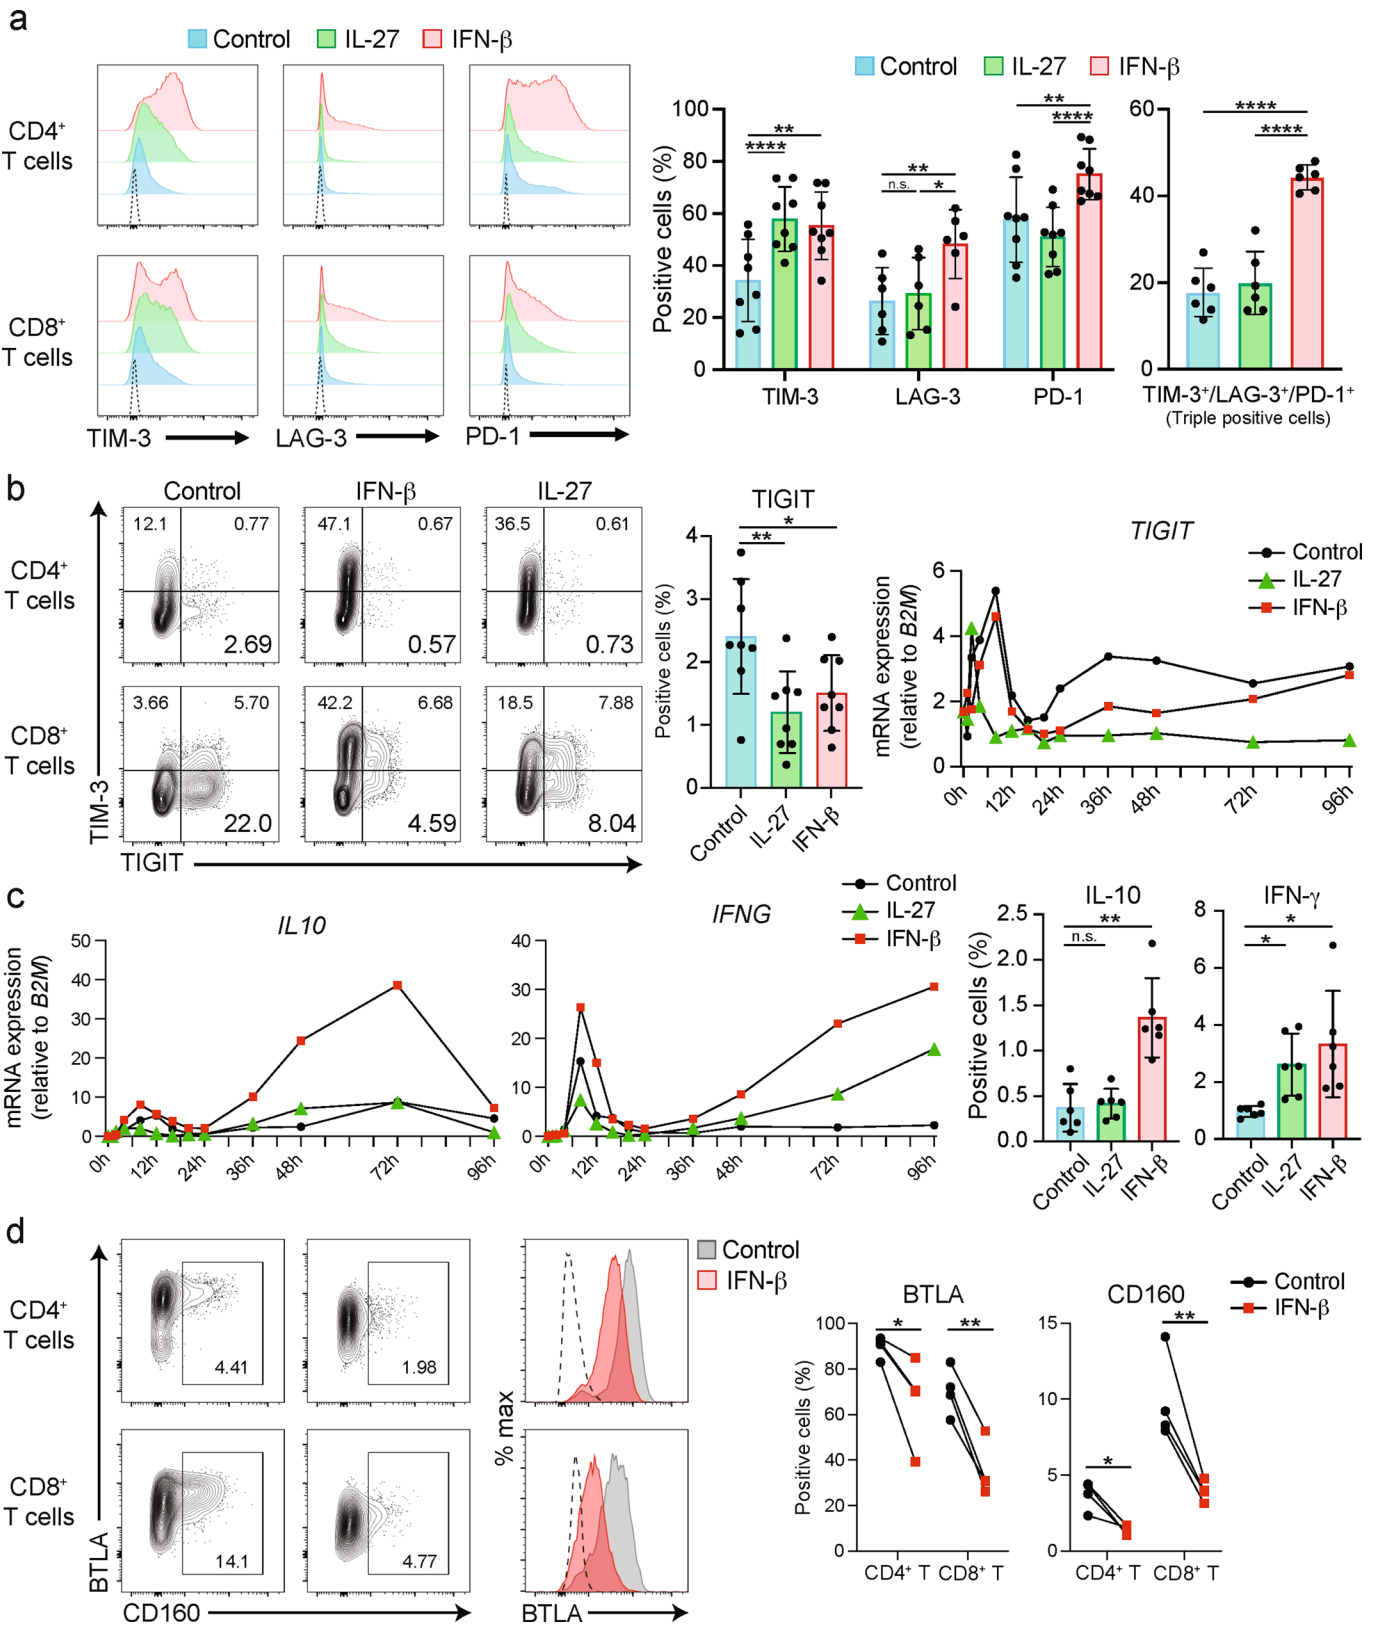 a
Control IL-27 IFN-β
CD4⁺
T cells
CD8⁺
T cells
TIM-3 LAG-3 PD-1
Control IL-27 IFN-β
Positive cells (%)
100
80
60
40
20
0
** **** ** n.s. * ** ****
TIM-3 LAG-3 PD-1
60
40
20
0
****
****
TIM-3⁺/LAG-3⁺/PD-1⁺
(Triple positive cells)
b
Control IFN-β IL-27
CD4⁺
T cells
12.1 0.77 47.1 0.67 36.5 0.61
2.69 0.57 0.73
CD8⁺
T cells
3.66 5.70 42.2 6.68 18.5 7.88
22.0 4.59 8.04
TIM-3
TIGIT
TIGIT
Positive cells (%)
4
3
2
1
0
*
**
Control IL-27 IFN-β
TIGIT
Control
IL-27
IFN-β
mRNA expression
(relative to B2M)
6
4
2
0
0h 12h 24h 36h 48h 72h 96h
c
IL10
mRNA expression
(relative to B2M)
50
40
30
20
10
0
0h 12h 24h 36h 48h 72h 96h
IFNG
Control
IL-27
IFN-β
40
30
20
10
0
0h 12h 24h 36h 48h 72h 96h
IL-10
Positive cells (%)
2.5
2.0
1.5
1.0
0.5
0.0
**
n.s.
Control IL-27 IFN-β
IFN-γ
8
6
4
2
0
*
*
Control IL-27 IFN-β
d
CD4⁺
T cells
4.41 1.98
CD8⁺
T cells
14.1 4.77
BTLA
CD160
% max
BTLA
Control
IFN-β
BTLA
Positive cells (%)
100
80
60
40
20
0
* **
CD4⁺ T CD8⁺ T
CD160
Control
IFN-β
15
10
5
0
* **
CD4⁺ T CD8⁺ T